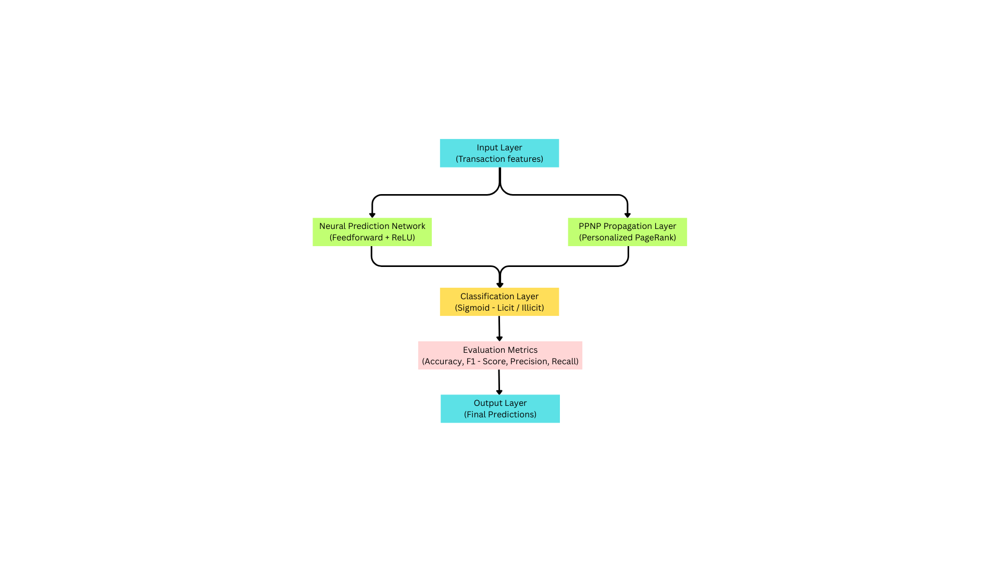 Input Layer
(Transaction features)
Neural Prediction Network
(Feedforward + ReLU)
PPNP Propagation Layer
(Personalized PageRank)
Classification Layer
(Sigmoid - Licit / Illicit)
Evaluation Metrics
(Accuracy, F1 - Score, Precision, Recall)
Output Layer
(Final Predictions)